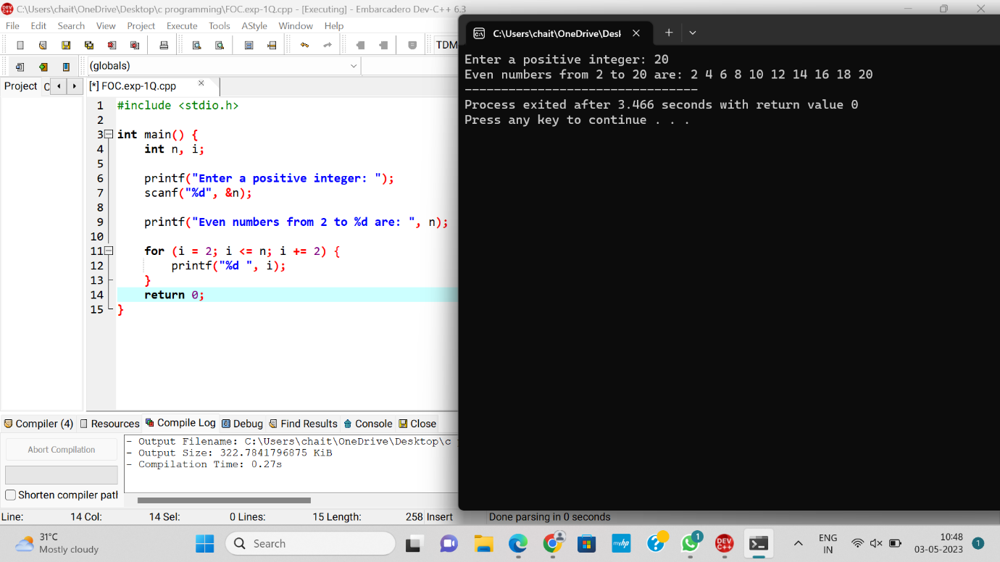 C:\Users\chait\OneDrive\Desktop\c programming\FOC.exp-1Q.cpp - [Executing] - Embarcadero Dev-C++ 6.3
File Edit Search View Project Execute Tools AStyle Window Help
TDM
(globals)
Project C
[*] FOC.exp-1Q.cpp
1 #include <stdio.h>
2
3 int main() {
4 int n, i;
5
6 printf("Enter a positive integer: ");
7 scanf("%d", &n);
8
9 printf("Even numbers from 2 to %d are: ", n);
10
11 for (i = 2; i <= n; i += 2) {
12 printf("%d ", i);
13 }
14 return 0;
15 }
C:\Users\chait\OneDrive\Desl
Enter a positive integer: 20
Even numbers from 2 to 20 are: 2 4 6 8 10 12 14 16 18 20
--------------------------------
Process exited after 3.466 seconds with return value 0
Press any key to continue . . .
Compiler (4) Resources Compile Log Debug Find Results Console Close
Abort Compilation
Shorten compiler path
- Output Filename: C:\Users\chait\OneDrive\Desktop\c
- Output Size: 322.7841796875 KiB
- Compilation Time: 0.27s
Line: 14 Col: 14 Sel: 0 Lines: 15 Length: 258 Insert Done parsing in 0 seconds
31°C
Mostly cloudy
Search
myhp
1
DEV C++
ENG
IN
10:48
03-05-2023
1